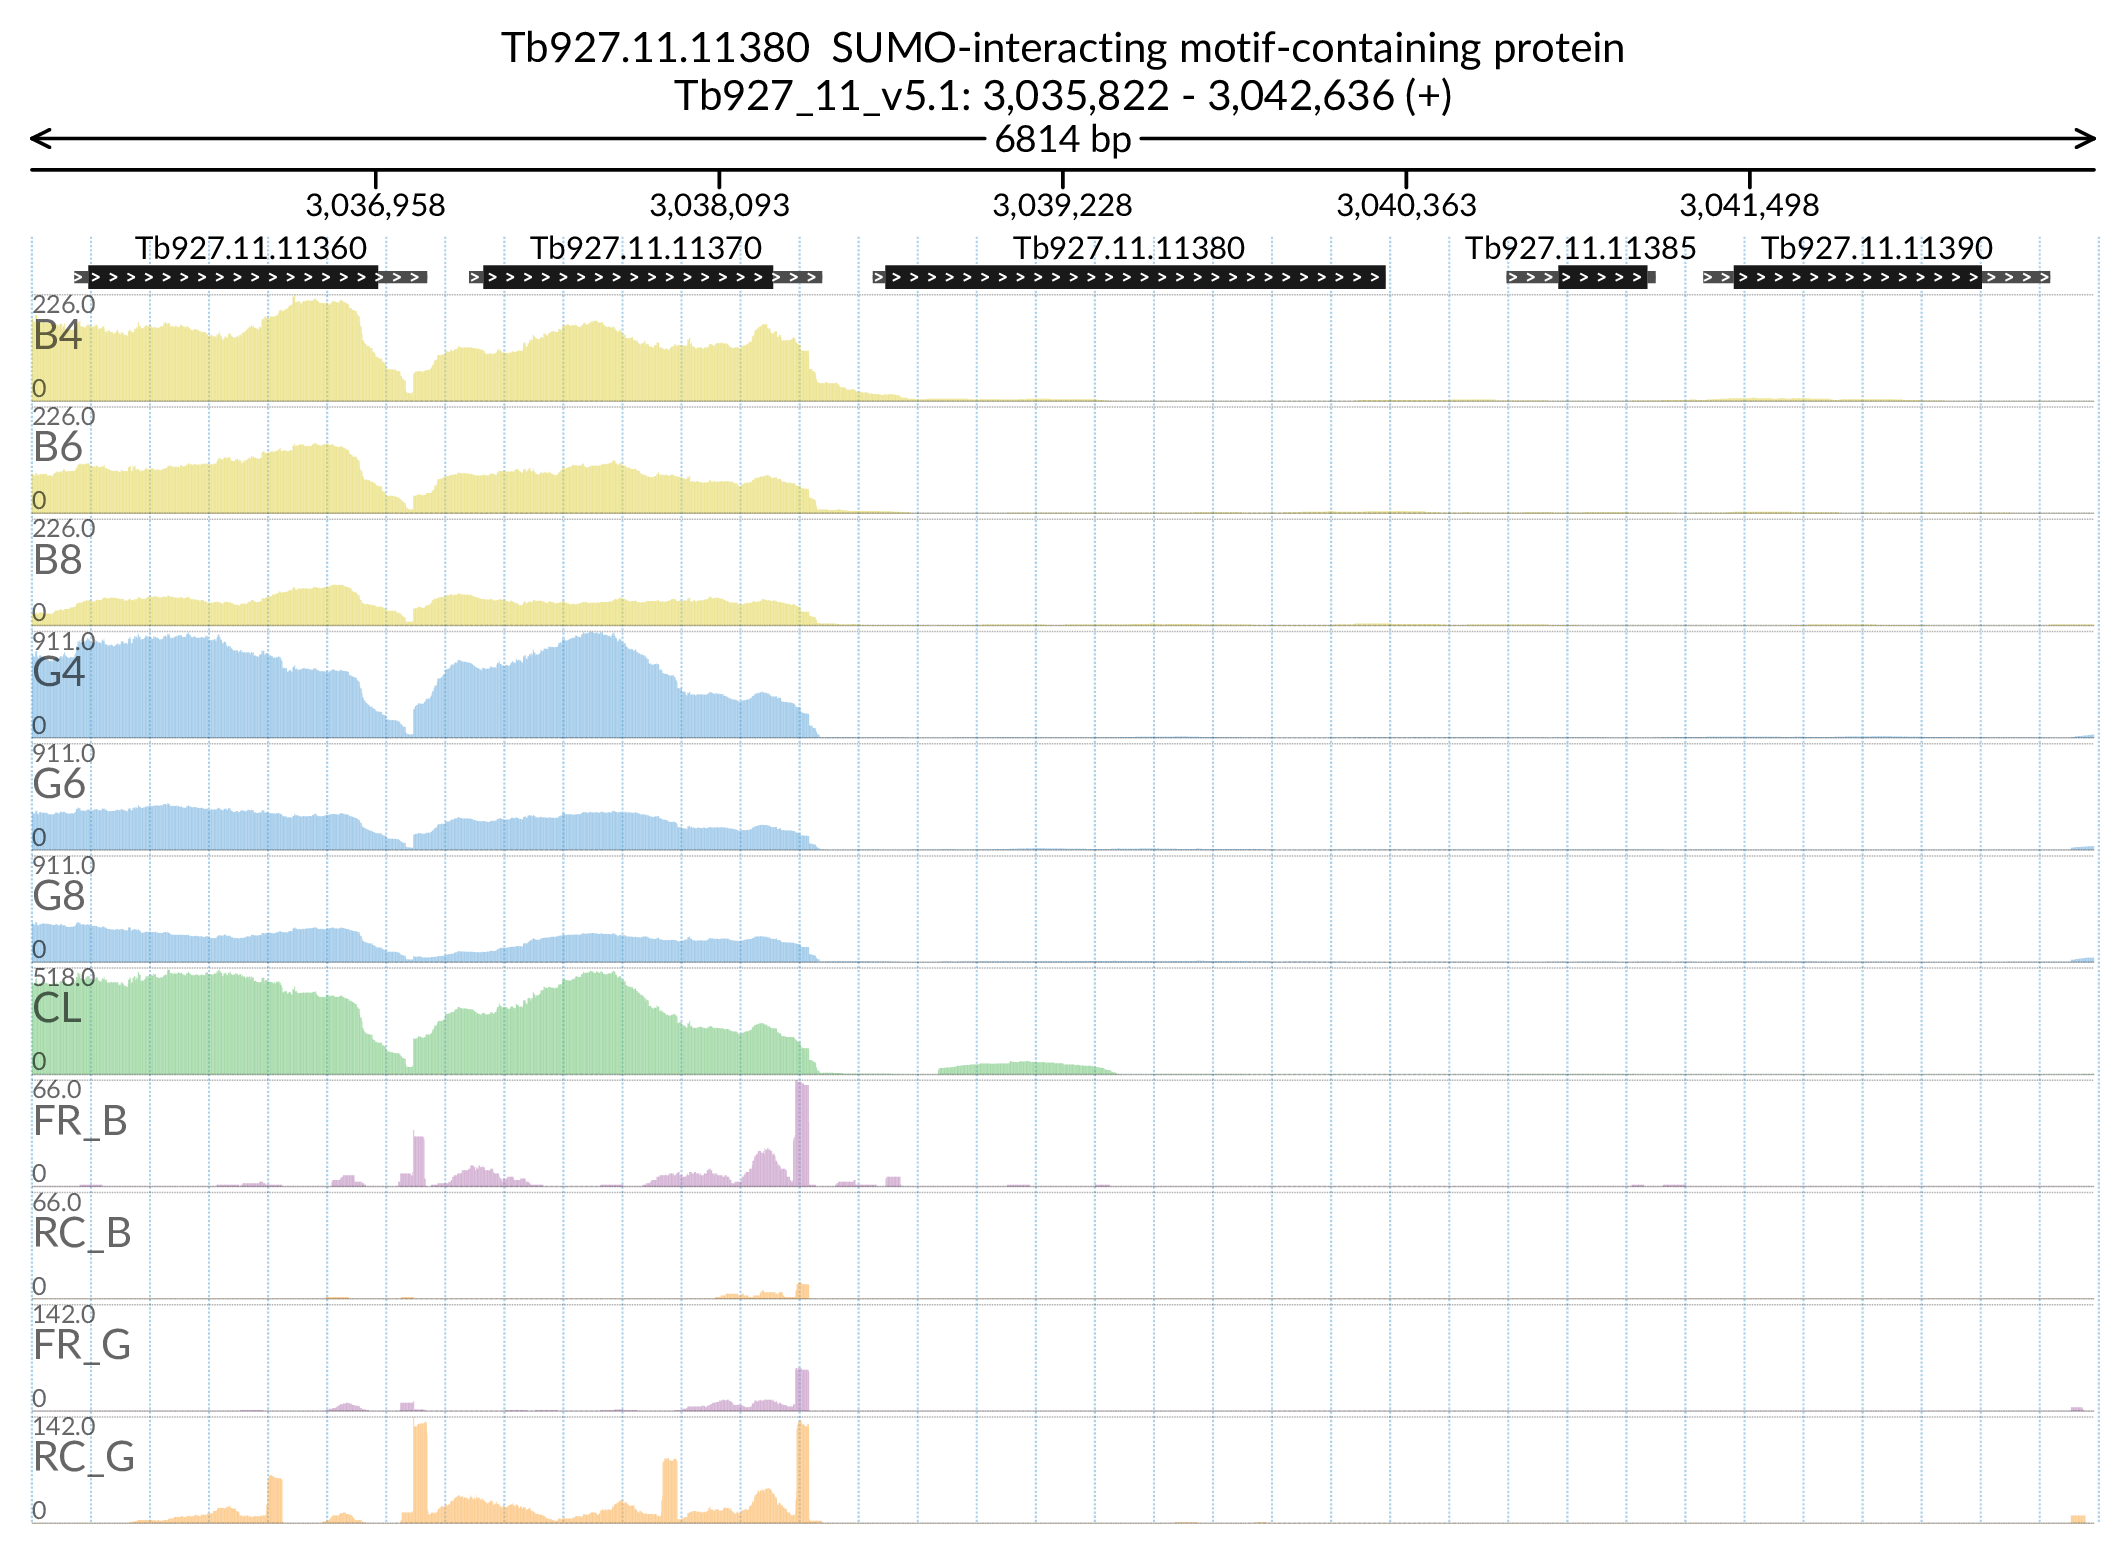 Tb927.11.11380 SUMO-interacting motif-containing protein
Tb927_11_v5.1: 3,035,822 - 3,042,636 (+)
6814 bp
3,036,958 3,038,093 3,039,228 3,040,363 3,041,498
Tb927.11.11360 Tb927.11.11370 Tb927.11.11380 Tb927.11.11385 Tb927.11.11390
226.0
B4
0
226.0
B6
0
226.0
B8
0
911.0
G4
0
911.0
G6
0
911.0
G8
0
518.0
CL
0
66.0
FR_B
0
66.0
RC_B
0
142.0
FR_G
0
142.0
RC_G
0